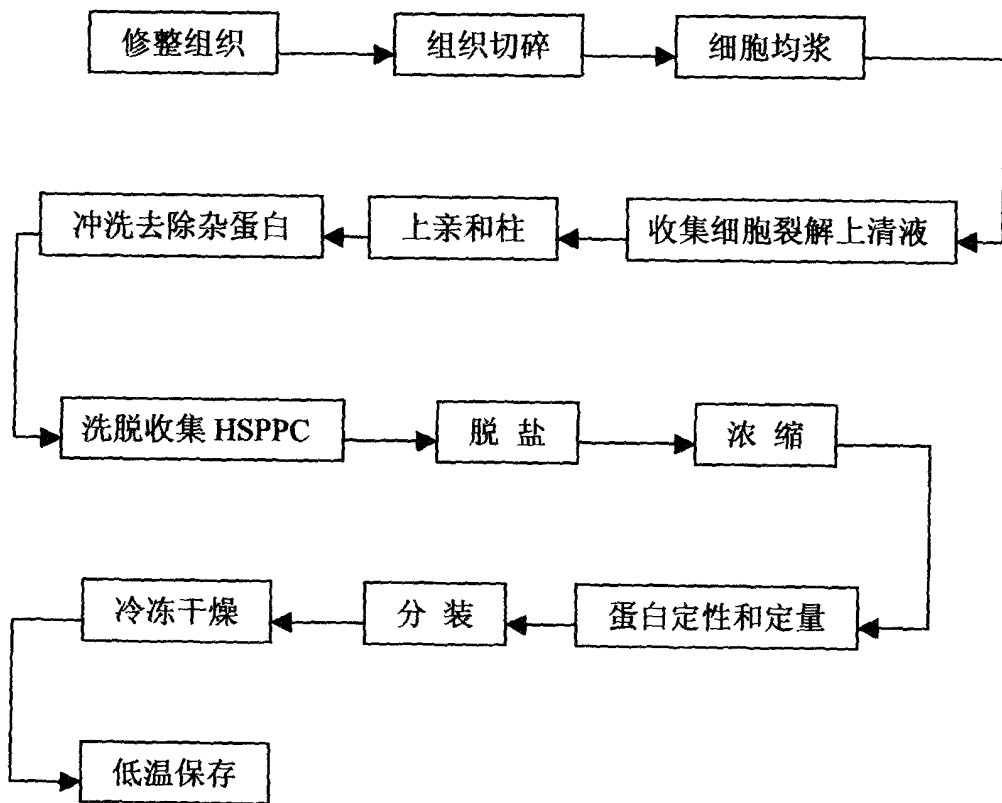 修整组织
组织切碎
细胞均浆
收集细胞裂解上清液
上亲和柱
冲洗去除杂蛋白
洗脱收集 HSPPC
脱 盐
浓 缩
蛋白定性和定量
分 装
冷冻干燥
低温保存